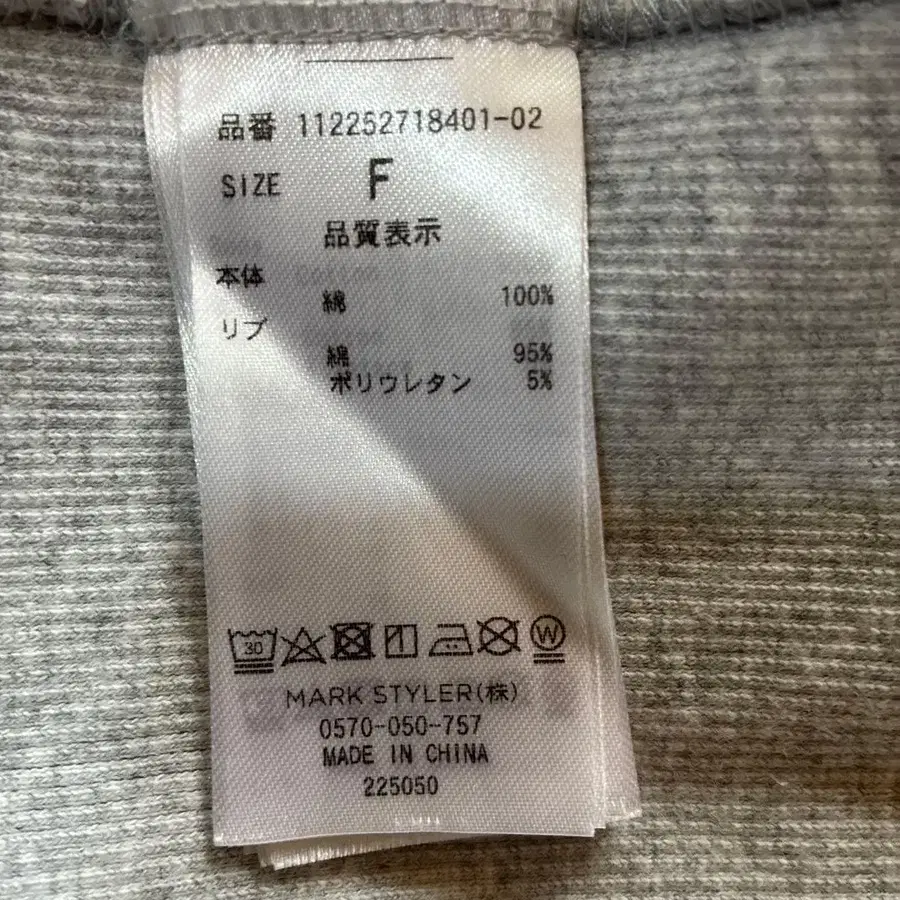 品番 112252718401-02
SIZE F
品質表示
本体
綿 100%
リブ
綿 95%
ポリウレタン 5%
30 W
MARK STYLER(株)
0570-050-757
MADE IN CHINA
225050